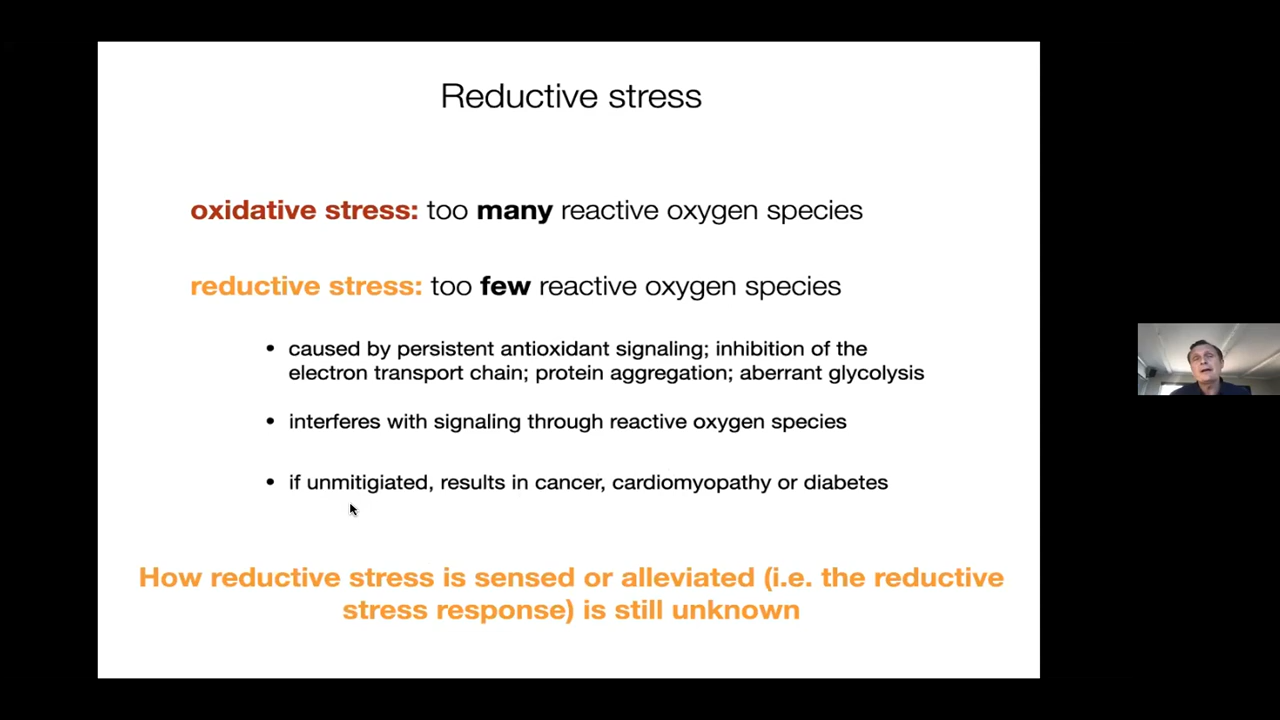 Reductive stress
oxidative stress: too many reactive oxygen species
reductive stress: too few reactive oxygen species
• caused by persistent antioxidant signaling; inhibition of the
electron transport chain; protein aggregation; aberrant glycolysis
• interferes with signaling through reactive oxygen species
• if unmitigiated, results in cancer, cardiomyopathy or diabetes
How reductive stress is sensed or alleviated (i.e. the reductive
stress response) is still unknown